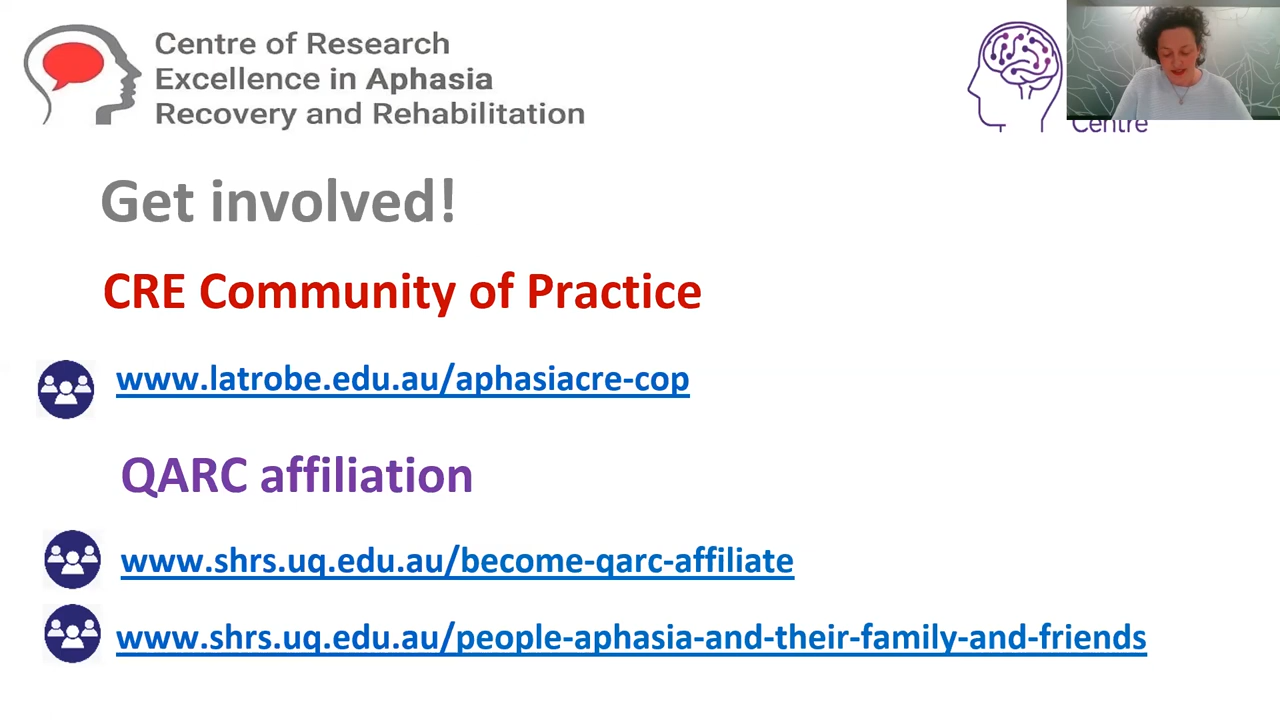 Centre of Research
Excellence in Aphasia
Recovery and Rehabilitation
Centre
Get involved!
CRE Community of Practice
www.latrobe.edu.au/aphasiacre-cop
QARC affiliation
www.shrs.uq.edu.au/become-qarc-affiliate
www.shrs.uq.edu.au/people-aphasia-and-their-family-and-friends